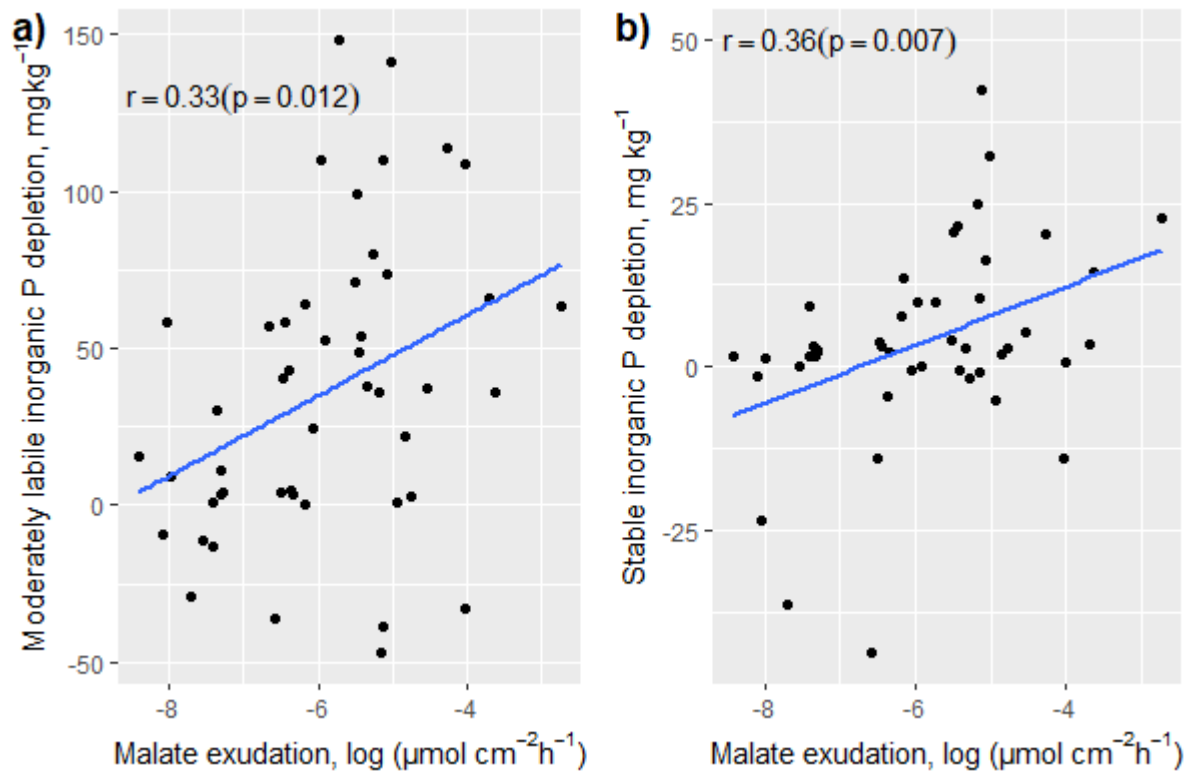 a)
r = 0.33(p = 0.012)
Moderately labile inorganic P depletion, mgkg⁻¹
150
100
50
0
-50
-8
-6
-4
Malate exudation, log (µmol cm⁻²h⁻¹)
b)
r = 0.36(p = 0.007)
Stable inorganic P depletion, mg kg⁻¹
50
25
0
-25
-8
-6
-4
Malate exudation, log (µmol cm⁻²h⁻¹)